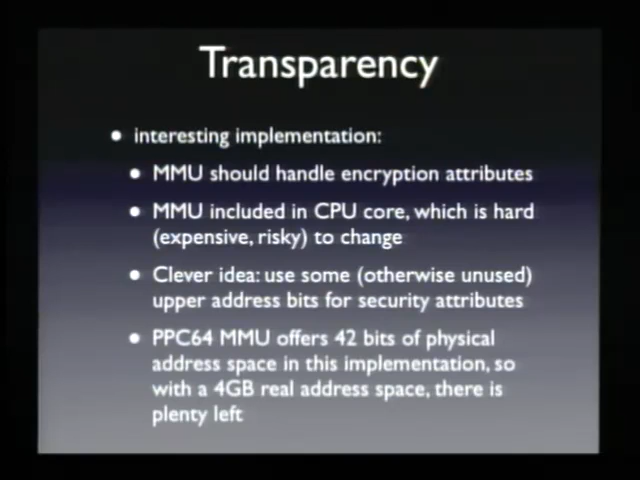 Transparency
• interesting implementation:
• MMU should handle encryption attributes
• MMU included in CPU core, which is hard
(expensive, risky) to change
• Clever idea: use some (otherwise unused)
upper address bits for security attributes
• PPC64 MMU offers 42 bits of physical
address space in this implementation, so
with a 4GB real address space, there is
plenty left